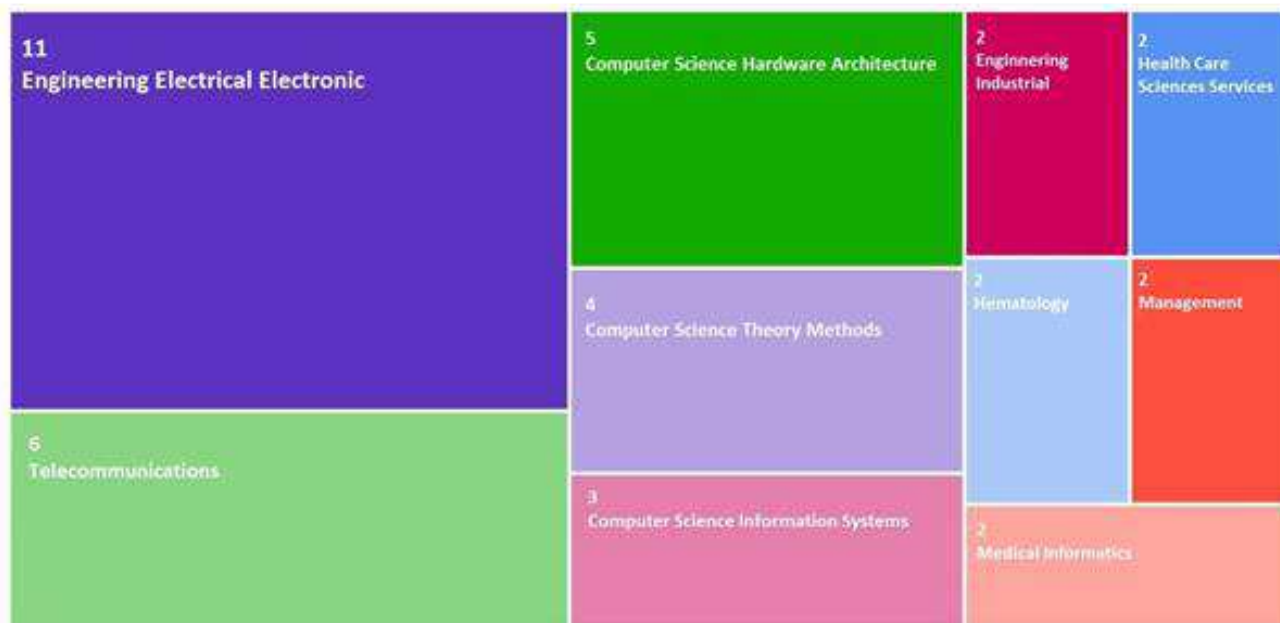 11
Engineering Electrical Electronic
6
Telecommunications
5
Computer Science Hardware Architecture
4
Computer Science Theory Methods
3
Computer Science Information Systems
2
Enginnering
Industrial
2
Health Care
Sciences Services
2
Hematology
2
Management
2
Medical Informatics